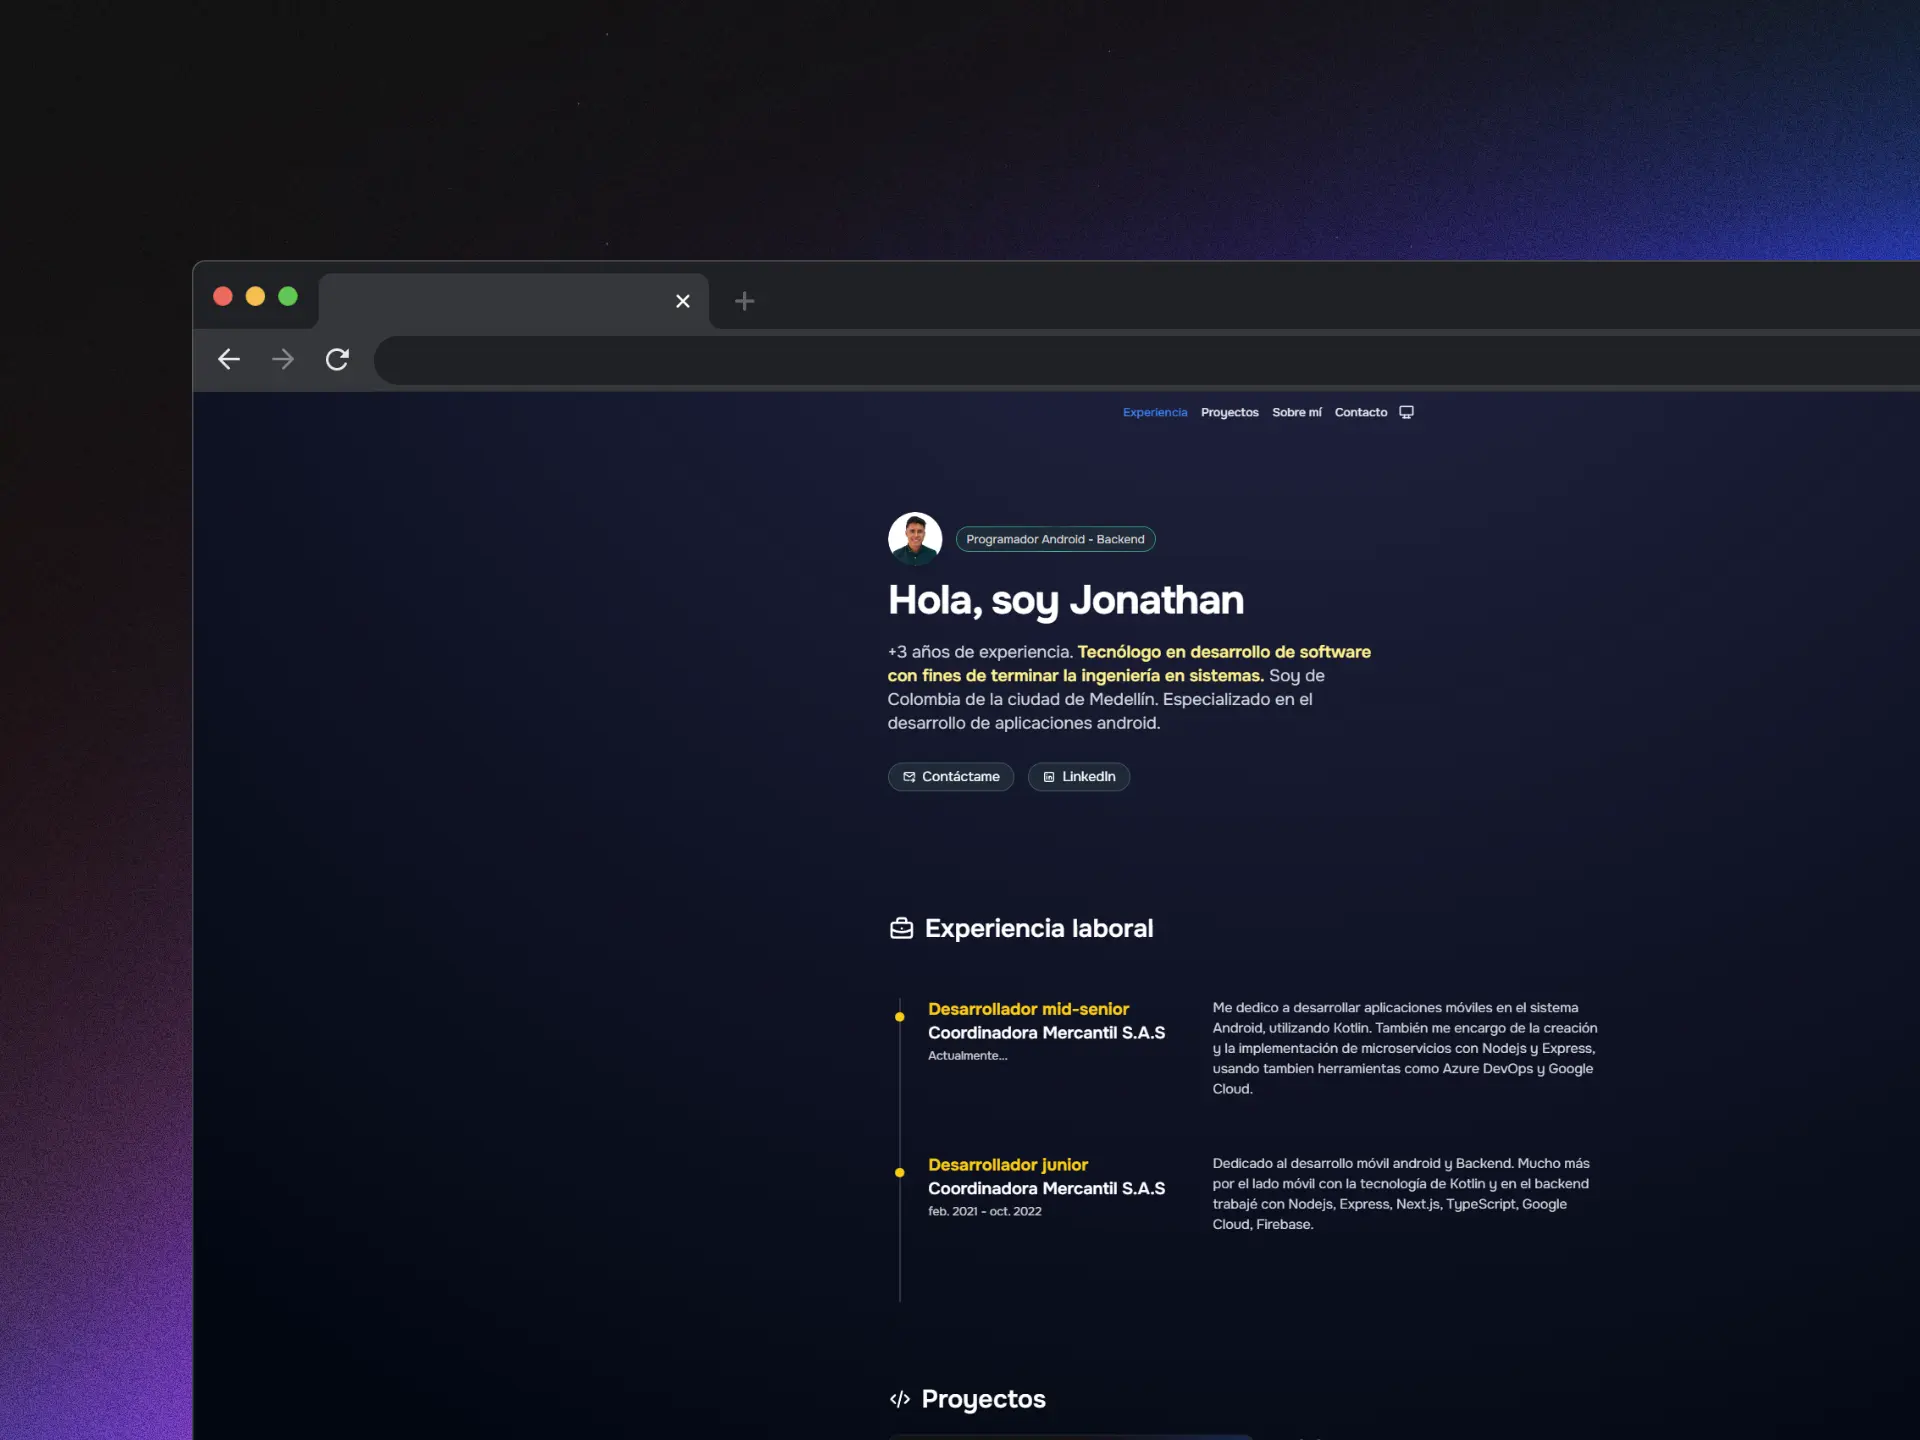 Experiencia Proyectos Sobre mí Contacto
Programador Android - Backend
Hola, soy Jonathan
+3 años de experiencia. Tecnólogo en desarrollo de software
con fines de terminar la ingeniería en sistemas. Soy de
Colombia de la ciudad de Medellín. Especializado en el
desarrollo de aplicaciones android.
Contáctame LinkedIn
Experiencia laboral
Desarrollador mid-senior
Coordinadora Mercantil S.A.S
Actualmente...
Me dedico a desarrollar aplicaciones móviles en el sistema
Android, utilizando Kotlin. También me encargo de la creación
y la implementación de microservicios con Nodejs y Express,
usando tambien herramientas como Azure DevOps y Google
Cloud.
Desarrollador junior
Coordinadora Mercantil S.A.S
feb. 2021 - oct. 2022
Dedicado al desarrollo móvil android y Backend. Mucho más
por el lado móvil con la tecnología de Kotlin y en el backend
trabajé con Nodejs, Express, Next.js, TypeScript, Google
Cloud, Firebase.
</> Proyectos